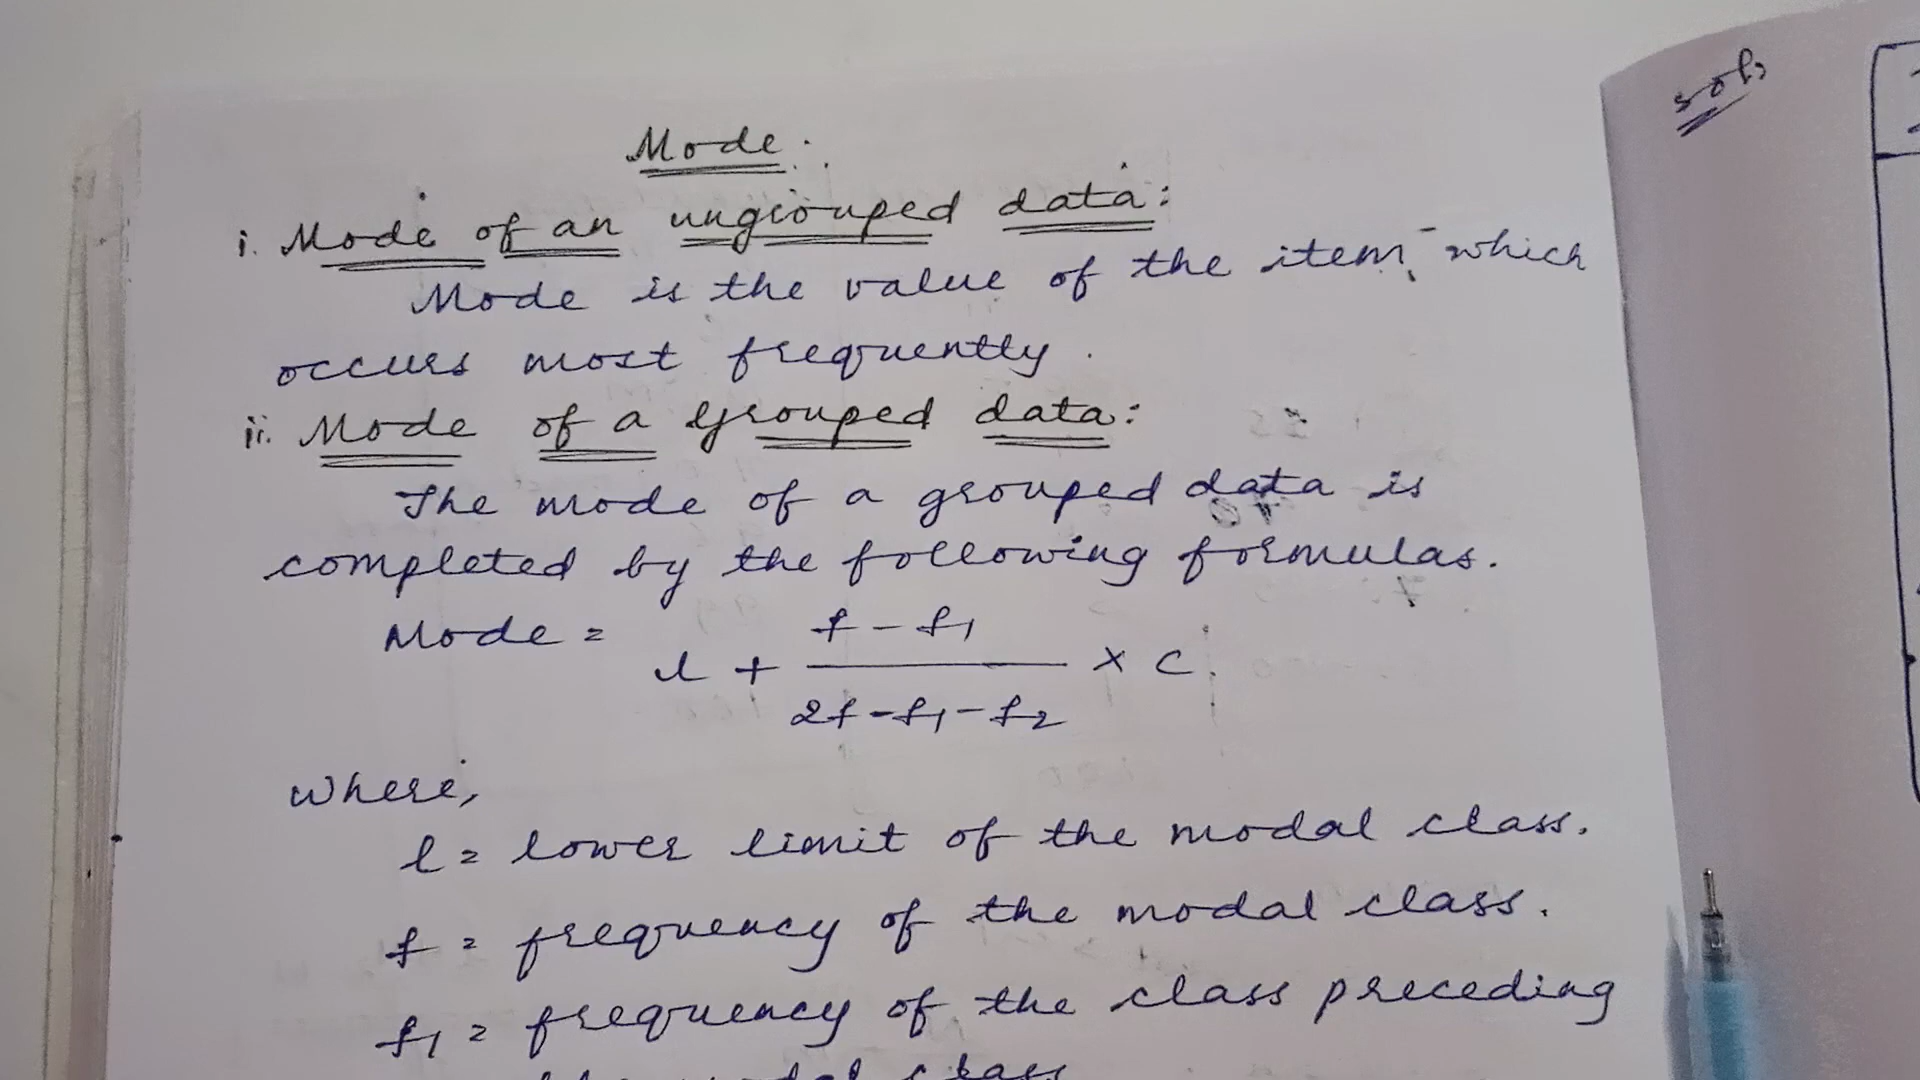 Mode.
i. Mode of an ungrouped data:
Mode is the value of the item, which
occurs most frequently.
ii. Mode of a Grouped data:
The mode of a grouped data is
completed by the following formulas.
Mode =
f - f1
l + ———— × c.
2f - f1 - f2
where,
l = lower limit of the modal class.
f = frequency of the modal class.
f1 = frequency of the class preceding
modal class